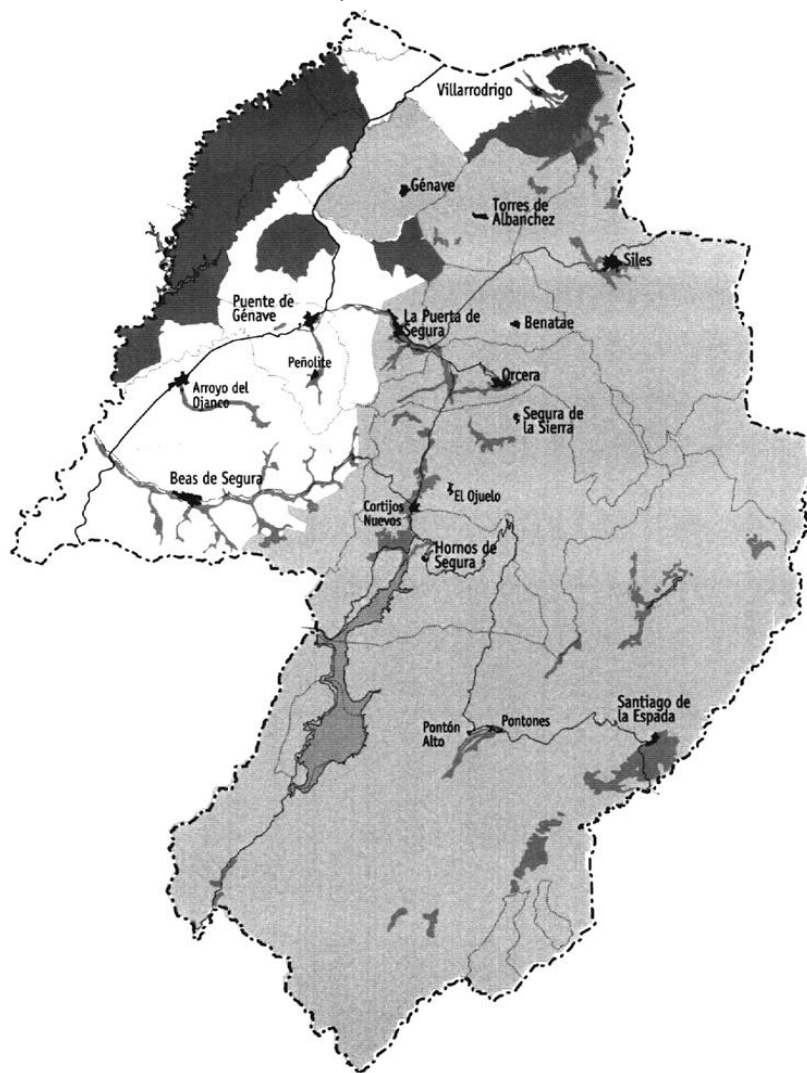 Villarrodrigo
Génave
Torres de
Albanchez
Siles
Puente de
Génave
La Puerta de
Segura
Benatae
Peñolite
Arroyo del
Ojanco
Orcera
Segura de
la Sierra
Beas de Segura
El Ojuelo
Cortijos
Nuevos
Hornos de
Segura
Santiago de
la Espada
Pontón
Alto
Pontones